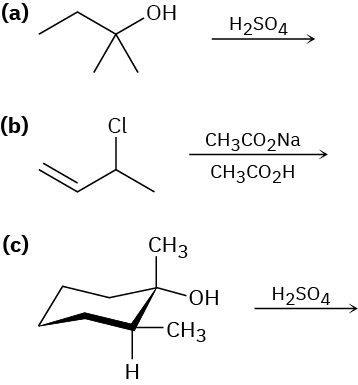 (a)
OH
H₂SO₄
(b)
Cl
CH₃CO₂Na
CH₃CO₂H
(c)
CH₃
OH
H₂SO₄
CH₃
H